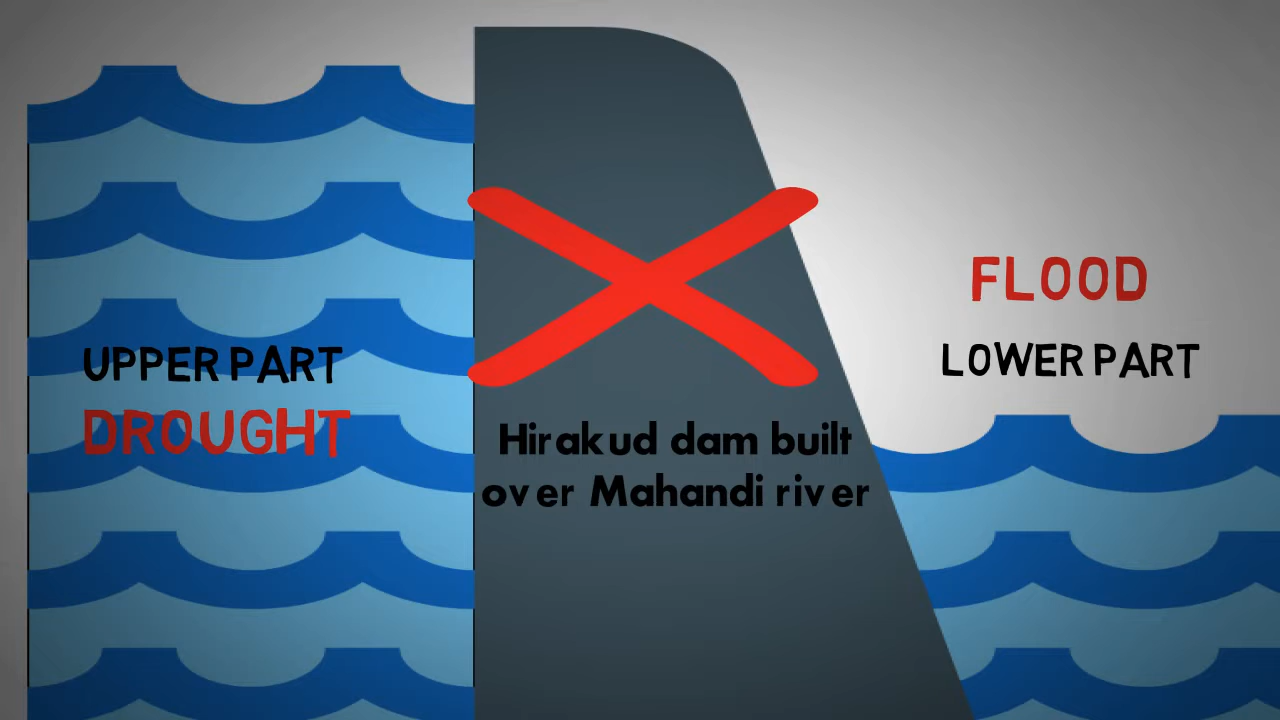 UPPER PART
DROUGHT
Hirakud dam built
over Mahandi river
FLOOD
LOWER PART